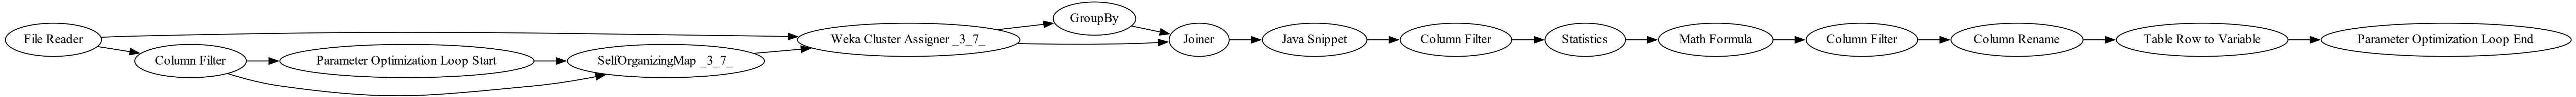 File Reader
Column Filter
Parameter Optimization Loop Start
SelfOrganizingMap _3_7_
Weka Cluster Assigner _3_7_
GroupBy
Joiner
Java Snippet
Column Filter
Statistics
Math Formula
Column Filter
Column Rename
Table Row to Variable
Parameter Optimization Loop End